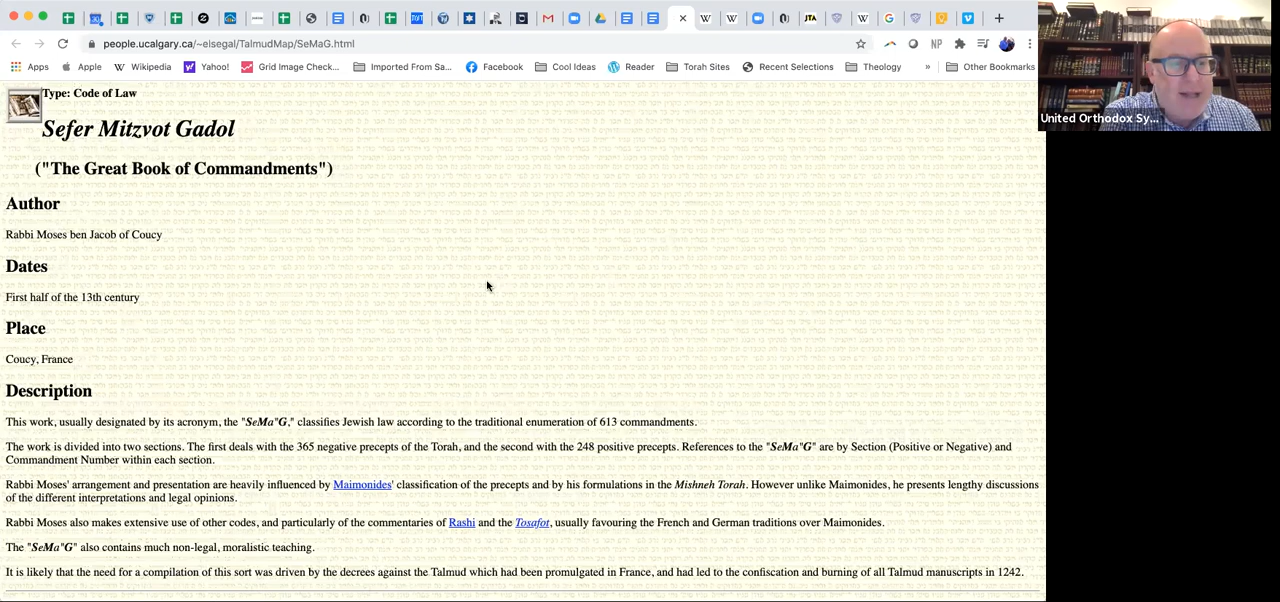 people.ucalgary.ca/~elsegal/TalmudMap/SeMaG.html
NP
Apps Apple Wikipedia Yahoo! Grid Image Check... Imported From Sa... Facebook Cool Ideas Reader Torah Sites Recent Selections Theology » Other Bookmarks
United Orthodox Sy...
Type: Code of Law
Sefer Mitzvot Gadol
("The Great Book of Commandments")
Author
Rabbi Moses ben Jacob of Coucy
Dates
First half of the 13th century
Place
Coucy, France
Description
This work, usually designated by its acronym, the "SeMa"G," classifies Jewish law according to the traditional enumeration of 613 commandments.
The work is divided into two sections. The first deals with the 365 negative precepts of the Torah, and the second with the 248 positive precepts. References to the "SeMa"G" are by Section (Positive or Negative) and
Commandment Number within each section.
Rabbi Moses' arrangement and presentation are heavily influenced by Maimonides' classification of the precepts and by his formulations in the Mishneh Torah. However unlike Maimonides, he presents lengthy discussions
of the different interpretations and legal opinions.
Rabbi Moses also makes extensive use of other codes, and particularly of the commentaries of Rashi and the Tosafot, usually favouring the French and German traditions over Maimonides.
The "SeMa"G" also contains much non-legal, moralistic teaching.
It is likely that the need for a compilation of this sort was driven by the decrees against the Talmud which had been promulgated in France, and had led to the confiscation and burning of all Talmud manuscripts in 1242.